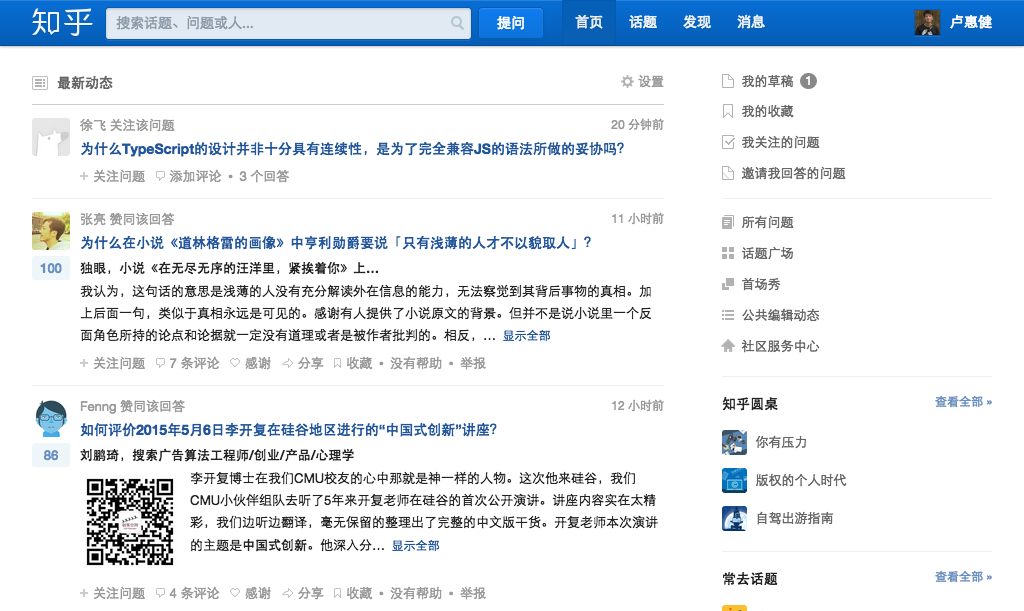 知乎
搜索话题、问题或人...
提问
首页 话题 发现 消息
卢惠健
最新动态
设置
徐飞 关注该问题
20 分钟前
为什么TypeScript的设计并非十分具有连续性，是为了完全兼容JS的语法所做的妥协吗？
+ 关注问题 添加评论 • 3 个回答
张亮 赞同该回答
11 小时前
为什么在小说《道林格雷的画像》中亨利勋爵要说「只有浅薄的人才不以貌取人」？
100
独眼，小说《在无尽无序的汪洋里，紧挨着你》上...
我认为，这句话的意思是浅薄的人没有充分解读外在信息的能力，无法察觉到其背后事物的真相。加
上后面一句，类似于真相永远是可见的。感谢有人提供了小说原文的背景。但并不是说小说里一个反
面角色所持的论点和论据就一定没有道理或者是被作者批判的。相反，... 显示全部
+ 关注问题 7 条评论 感谢 分享 收藏 • 没有帮助 • 举报
Fenng 赞同该回答
12 小时前
如何评价2015年5月6日李开复在硅谷地区进行的“中国式创新”讲座？
86
刘鹏琦，搜索广告算法工程师/创业/产品/心理学
李开复博士在我们CMU校友的心中那就是神一样的人物。这次他来硅谷，我们
CMU小伙伴组队去听了5年来开复老师在硅谷的首次公开演讲。讲座内容实在太精
彩，我们边听边翻译，毫无保留的整理出了完整的中文版干货。开复老师本次演讲
的主题是中国式创新。他深入分... 显示全部
+ 关注问题 4 条评论 感谢 分享 收藏 • 没有帮助 • 举报
我的草稿 1
我的收藏
我关注的问题
邀请我回答的问题
所有问题
话题广场
首场秀
公共编辑动态
社区服务中心
知乎圆桌
查看全部 »
你有压力
版权的个人时代
自驾出游指南
常去话题
查看全部 »